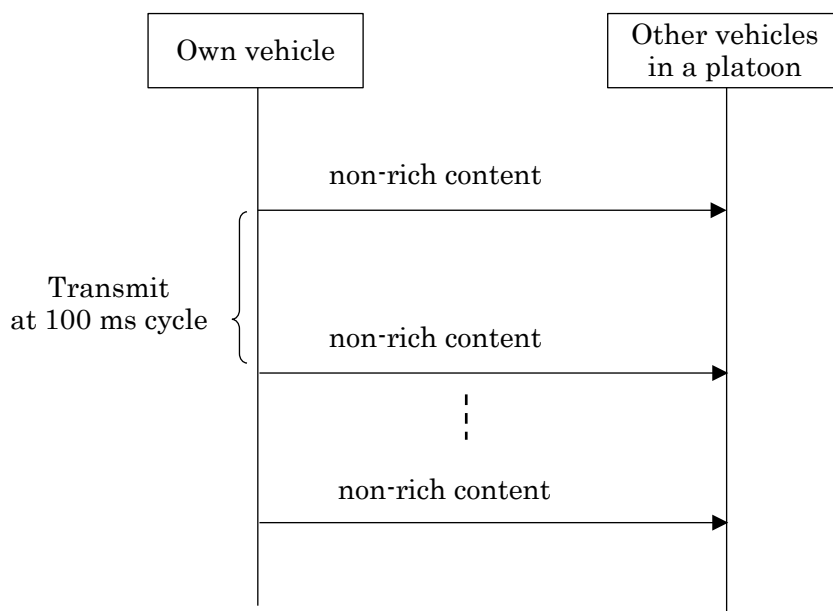 Own vehicle
Other vehicles
in a platoon
non-rich content
Transmit
at 100 ms cycle
non-rich content
non-rich content